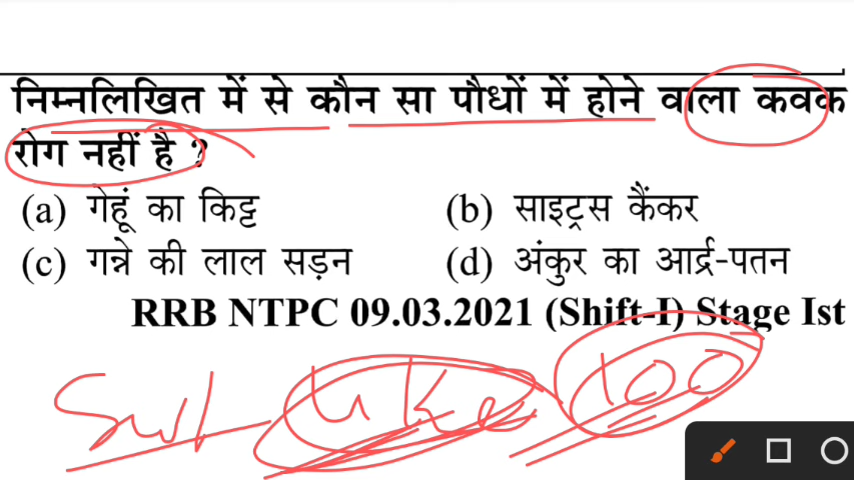 निम्नलिखित में से कौन सा पौधों में होने वाला कवक
रोग नहीं है ?
(a) गेहूं का किट्ट (b) साइट्रस कैंकर
(c) गन्ने की लाल सड़न (d) अंकुर का आर्द्र-पतन
RRB NTPC 09.03.2021 (Shift-I) Stage Ist
Like 100